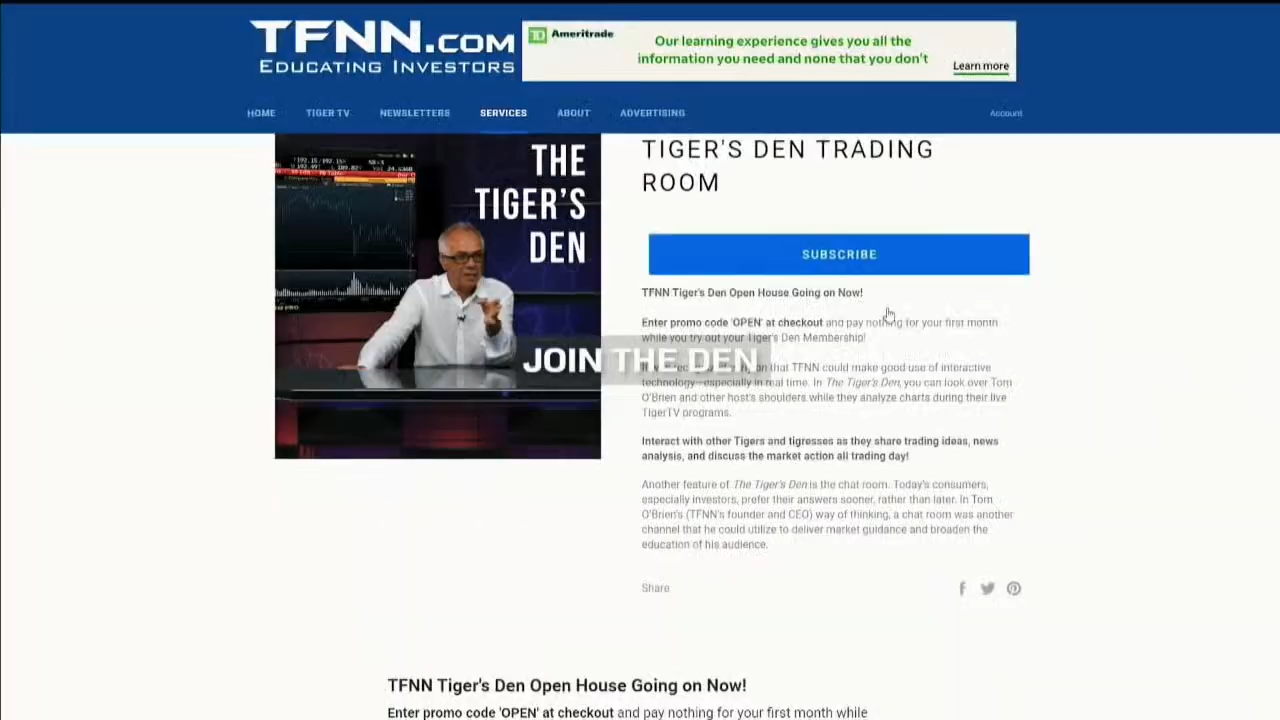 TFNN.COM
EDUCATING INVESTORS
Ameritrade
Our learning experience gives you all the
information you need and none that you don't
Learn more
HOME TIGER TV NEWSLETTERS SERVICES ABOUT ADVERTISING Account
THE
TIGER'S
DEN
TIGER'S DEN TRADING
ROOM
SUBSCRIBE
TFNN Tiger's Den Open House Going on Now!
Enter promo code 'OPEN' at checkout and pay nothing for your first month
while you try out your Tiger's Den Membership!
JOIN THE DEN
that TFNN could make good use of interactive
technology—especially in real time. In The Tiger's Den, you can look over Tom
O'Brien and other host's shoulders while they analyze charts during their live
TigerTV programs.
Interact with other Tigers and tigresses as they share trading ideas, news
analysis, and discuss the market action all trading day!
Another feature of The Tiger's Den is the chat room. Today's consumers,
especially investors, prefer their answers sooner, rather than later. In Tom
O'Brien's (TFNN's founder and CEO) way of thinking, a chat room was another
channel that he could utilize to deliver market guidance and broaden the
education of his audience.
Share
TFNN Tiger's Den Open House Going on Now!
Enter promo code 'OPEN' at checkout and pay nothing for your first month while